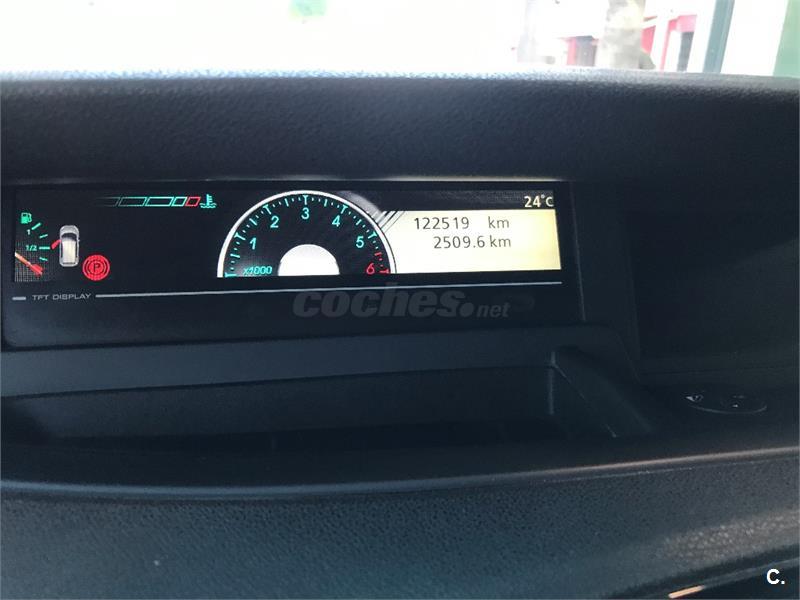 24°C
122519 km
2509.6 km
1
1/2
P
1
2
3
4
5
6
x1000
TFT DISPLAY
coches.net
C.